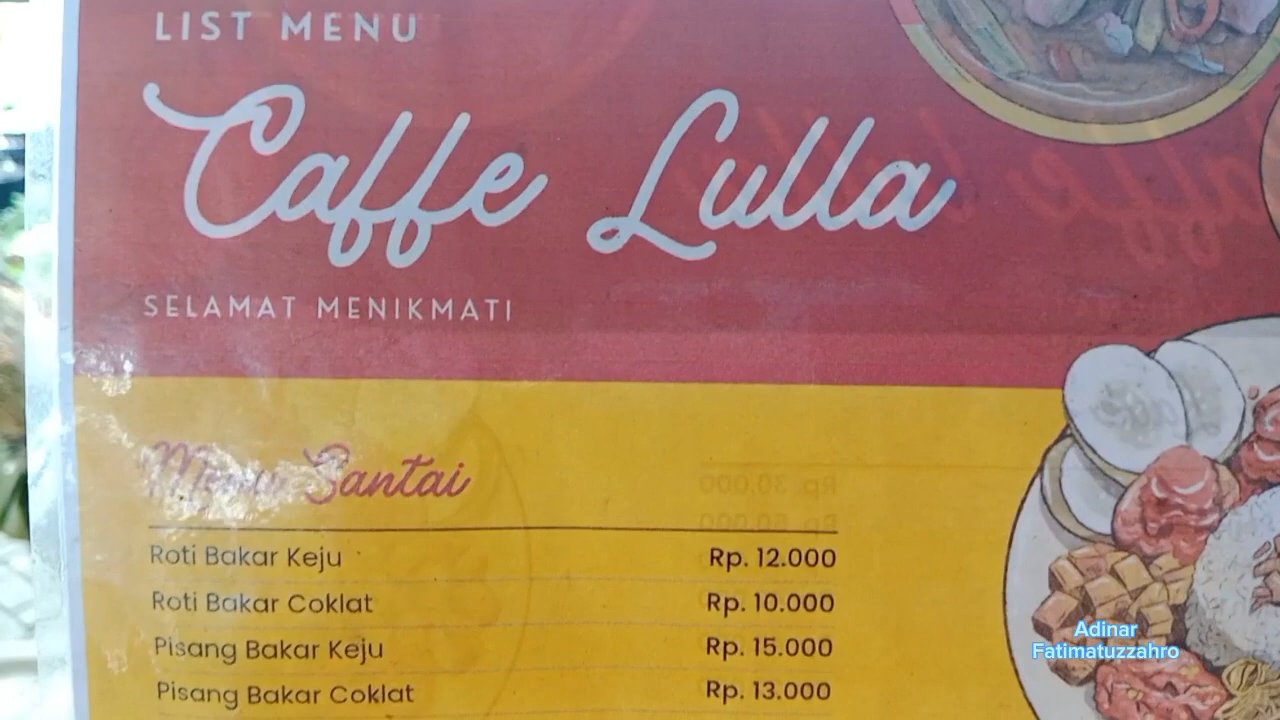 LIST MENU
Caffe Lulla
SELAMAT MENIKMATI
Menu Santai
Roti Bakar Keju Rp. 12.000
Roti Bakar Coklat Rp. 10.000
Pisang Bakar Keju Rp. 15.000
Pisang Bakar Coklat Rp. 13.000
Adinar
Fatimatuzzahro